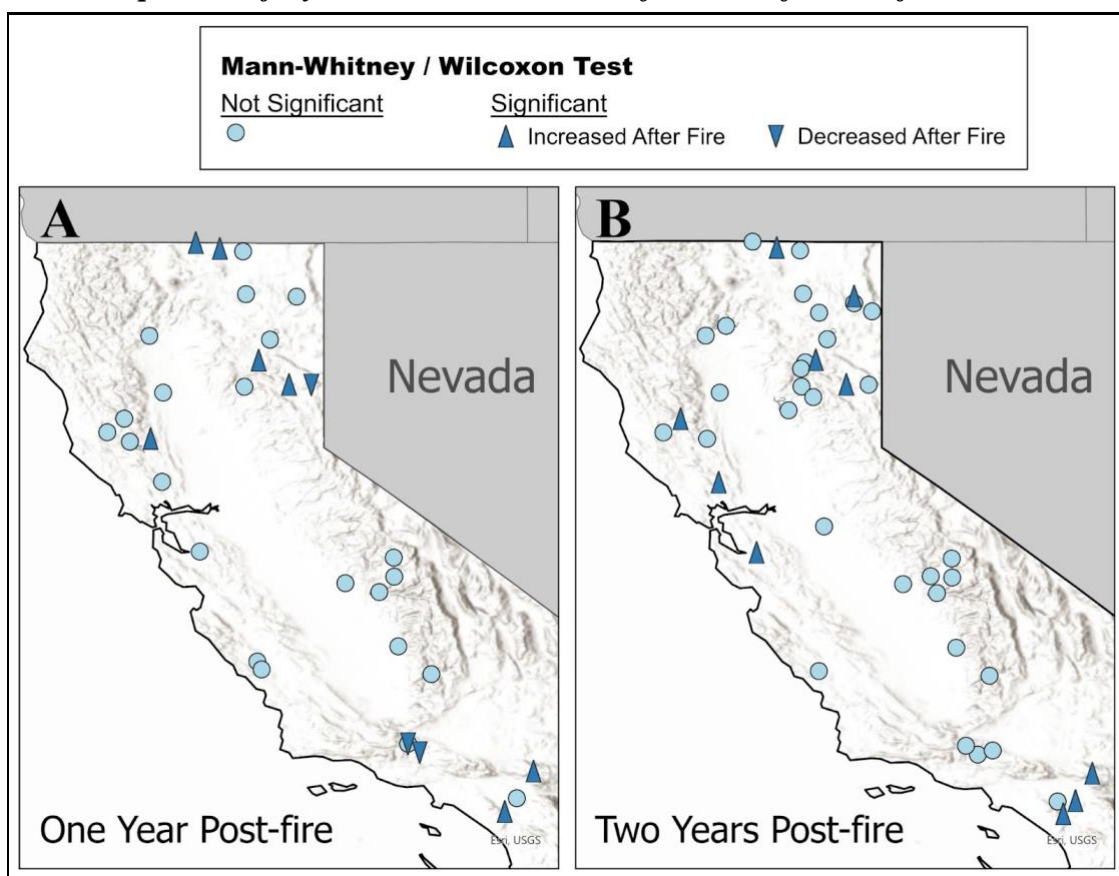 Mann-Whitney / Wilcoxon Test
Not Significant
Significant
Increased After Fire
Decreased After Fire
A
Nevada
One Year Post-fire
Esri, USGS
B
Nevada
Two Years Post-fire
Esri, USGS